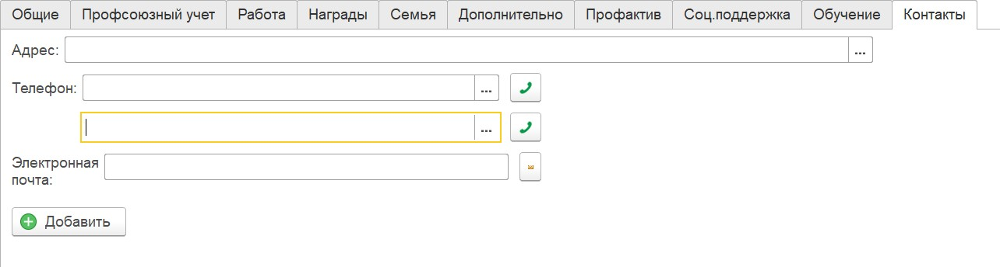 Общие Профсоюзный учет Работа Награды Семья Дополнительно Профактив Соц.поддержка Обучение Контакты
Адрес: ...
Телефон: ...
...
Электронная
почта:
Добавить